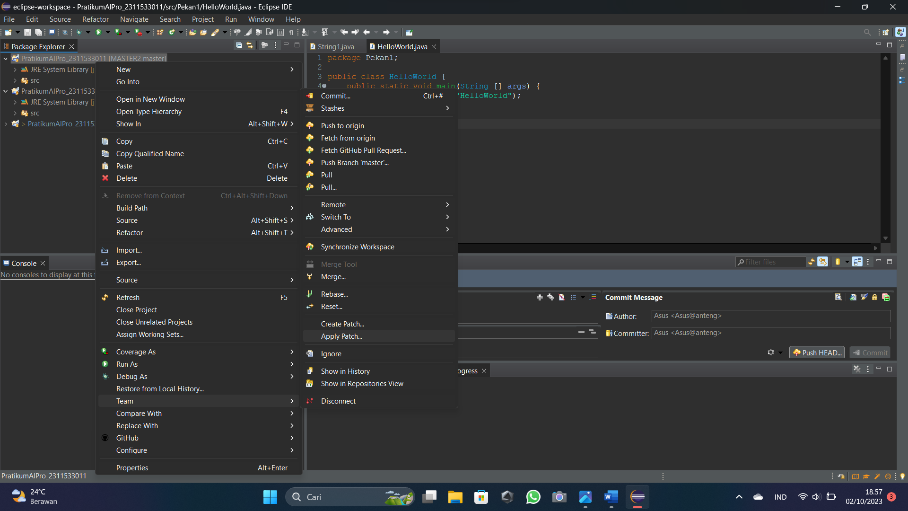 eclipse-workspace - PratikumAlPro_2311533011/src/Pekan1/HelloWorld.java - Eclipse IDE
File Edit Source Refactor Navigate Search Project Run Window Help
Package Explorer
PratikumAlPro_2311533011 [MASTER2 master]
JRE System Library [j
src
PratikumAlPro_231153
JRE System Library [j
src
> PratikumAlPro_23115
New
Go Into
Open in New Window
Open Type Hierarchy F4
Show In Alt+Shift+W
Copy Ctrl+C
Copy Qualified Name
Paste Ctrl+V
Delete Delete
Remove from Context Ctrl+Alt+Shift+Down
Build Path
Source Alt+Shift+S
Refactor Alt+Shift+T
Import...
Export...
Source
Refresh F5
Close Project
Close Unrelated Projects
Assign Working Sets...
Coverage As
Run As
Debug As
Restore from Local History...
Team
Compare With
Replace With
GitHub
Configure
Properties Alt+Enter
Commit... Ctrl+#
Stashes
Push to origin
Fetch from origin
Fetch GitHub Pull Request...
Push Branch 'master'...
Pull
Pull...
Remote
Switch To
Advanced
Synchronize Workspace
Merge Tool
Merge...
Rebase...
Reset...
Create Patch...
Apply Patch...
Ignore
Show in History
Show in Repositories View
Disconnect
String1.java HelloWorld.java
1 package Pekan1;
2
3 public class HelloWorld {
4 public static void main(String [] args) {
"HelloWorld");
Console
No consoles to display at this
Filter files
Commit Message
Author: Asus <Asus@anteng>
Committer: Asus <Asus@anteng>
Push HEAD... Commit
ogress
PratikumAlPro_2311533011
24°C
Berawan
Cari
IND
18.57
02/10/2023
3